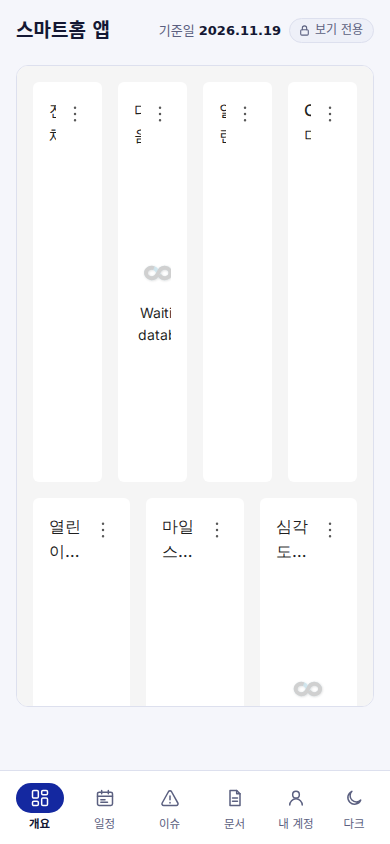 스마트홈 앱
기준일 2026.11.19
보기 전용
Waiti
datab
열린
이...
마일
스...
심각
도...
개요
일정
이슈
문서
내 계정
다크